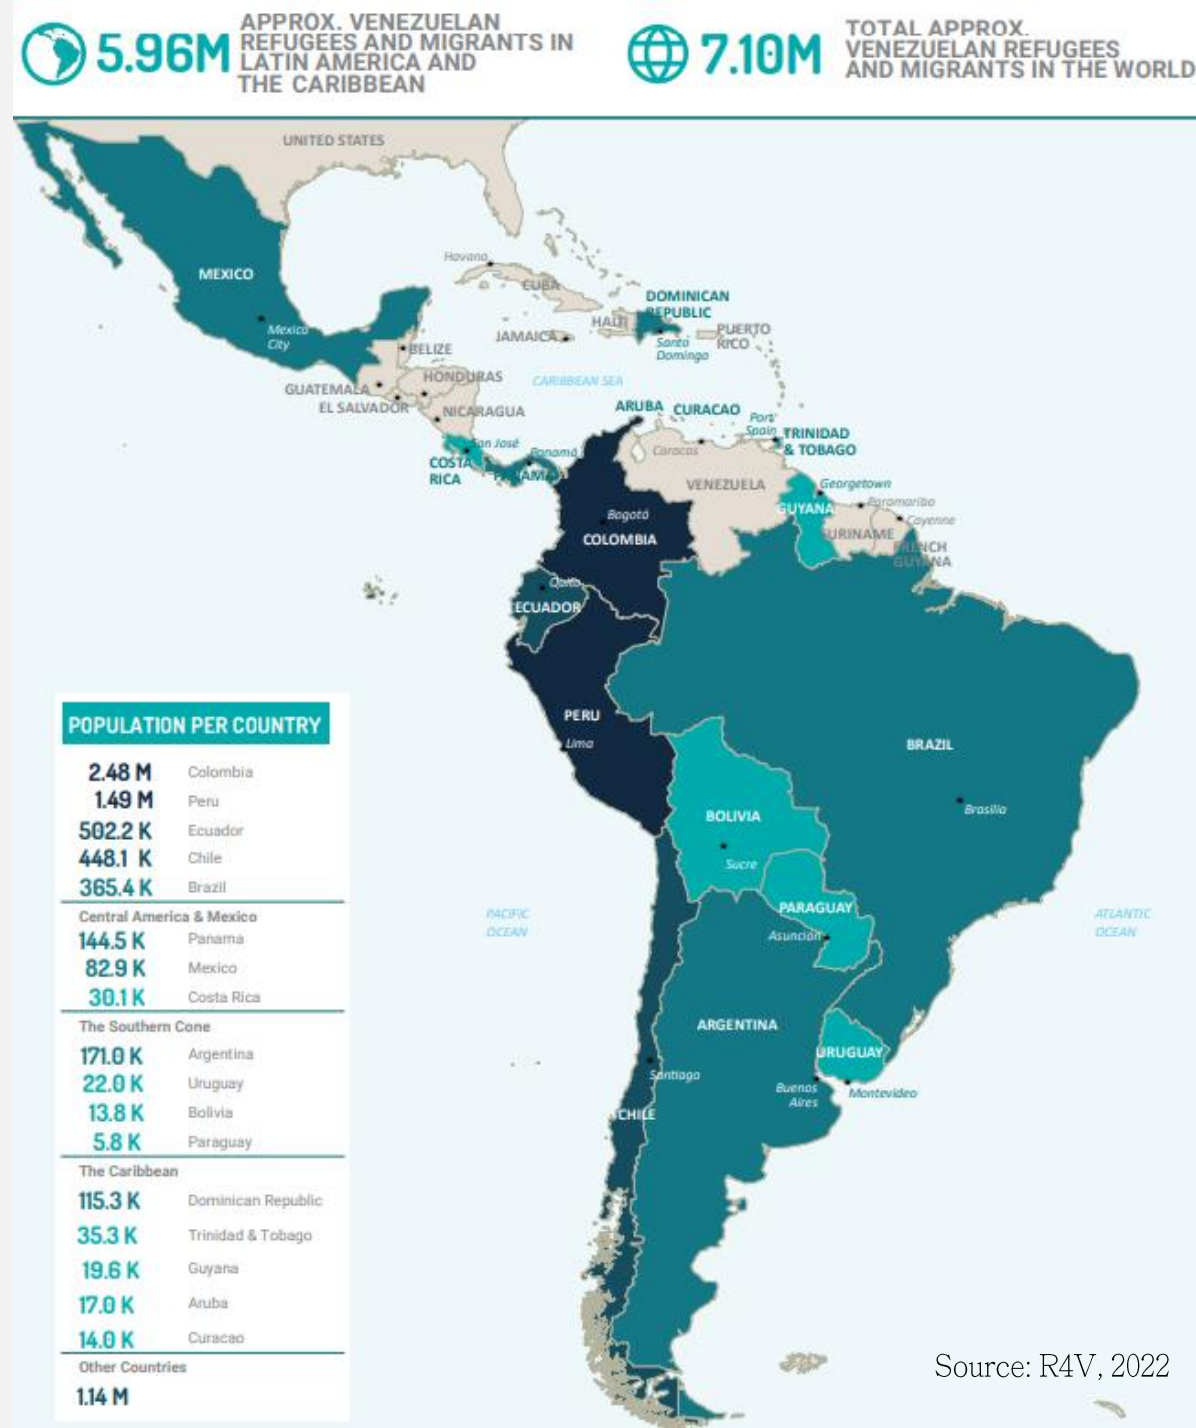 5.96M
APPROX. VENEZUELAN
REFUGEES AND MIGRANTS IN
LATIN AMERICA AND
THE CARIBBEAN
7.10M
TOTAL APPROX.
VENEZUELAN REFUGEES
AND MIGRANTS IN THE WORLD
UNITED STATES
MEXICO
Mexico
City
Havana
CUBA
DOMINICAN
REPUBLIC
HAITI
JAMAICA
Santo
Domingo
PUERTO
RICO
BELIZE
GUATEMALA
HONDURAS
EL SALVADOR
NICARAGUA
CARIBBEAN SEA
ARUBA
CURACAO
Port
Spain
TRINIDAD
& TOBAGO
San José
COSTA
RICA
Panamá
PANAMA
Caracas
VENEZUELA
Georgetown
GUYANA
Paramaribo
SURINAME
Cayenne
FRENCH
GUYANA
Bogotá
COLOMBIA
Quito
ECUADOR
PERU
Lima
BRAZIL
Brasilia
BOLIVIA
Sucre
PARAGUAY
Asunción
PACIFIC
OCEAN
ATLANTIC
OCEAN
ARGENTINA
URUGUAY
Santiago
Buenos
Aires
Montevideo
CHILE
POPULATION PER COUNTRY
2.48 M Colombia
1.49 M Peru
502.2 K Ecuador
448.1 K Chile
365.4 K Brazil
Central America & Mexico
144.5 K Panama
82.9 K Mexico
30.1 K Costa Rica
The Southern Cone
171.0 K Argentina
22.0 K Uruguay
13.8 K Bolivia
5.8 K Paraguay
The Caribbean
115.3 K Dominican Republic
35.3 K Trinidad & Tobago
19.6 K Guyana
17.0 K Aruba
14.0 K Curacao
Other Countries
1.14 M
Source: R4V, 2022